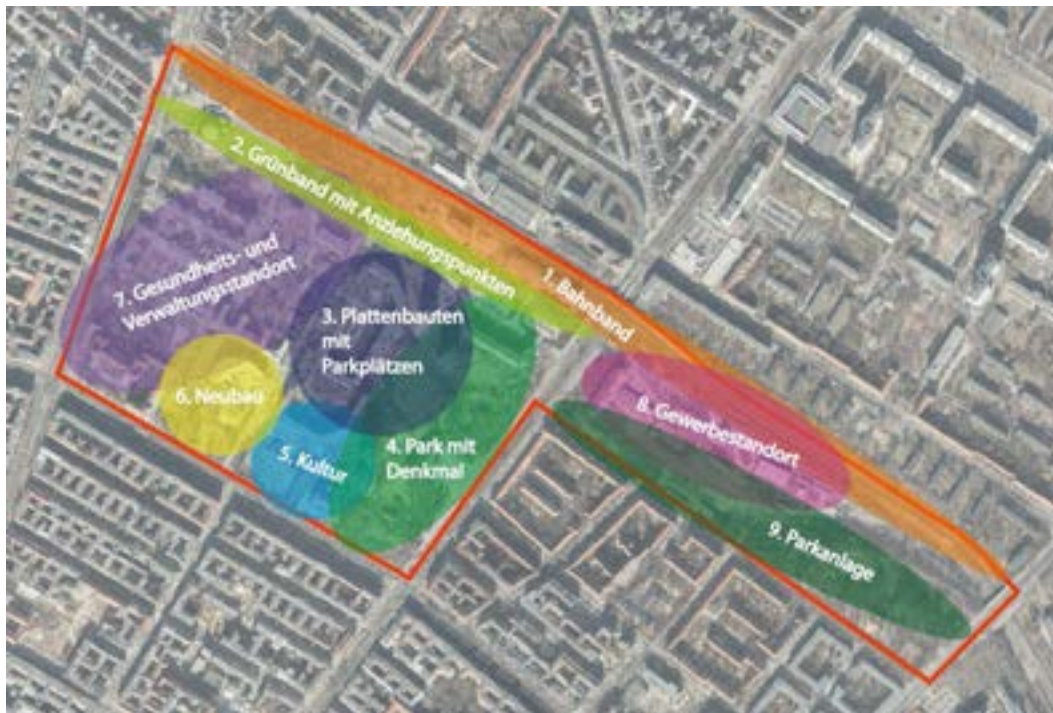 1. Bahnband
2. Grünband mit Anziehungspunkten
3. Plattenbauten
mit
Parkplätzen
4. Park mit
Denkmal
5. Kultur
6. Neubau
7. Gesundheits- und
Verwaltungsstandort
8. Gewerbestandort
9. Parkanlage